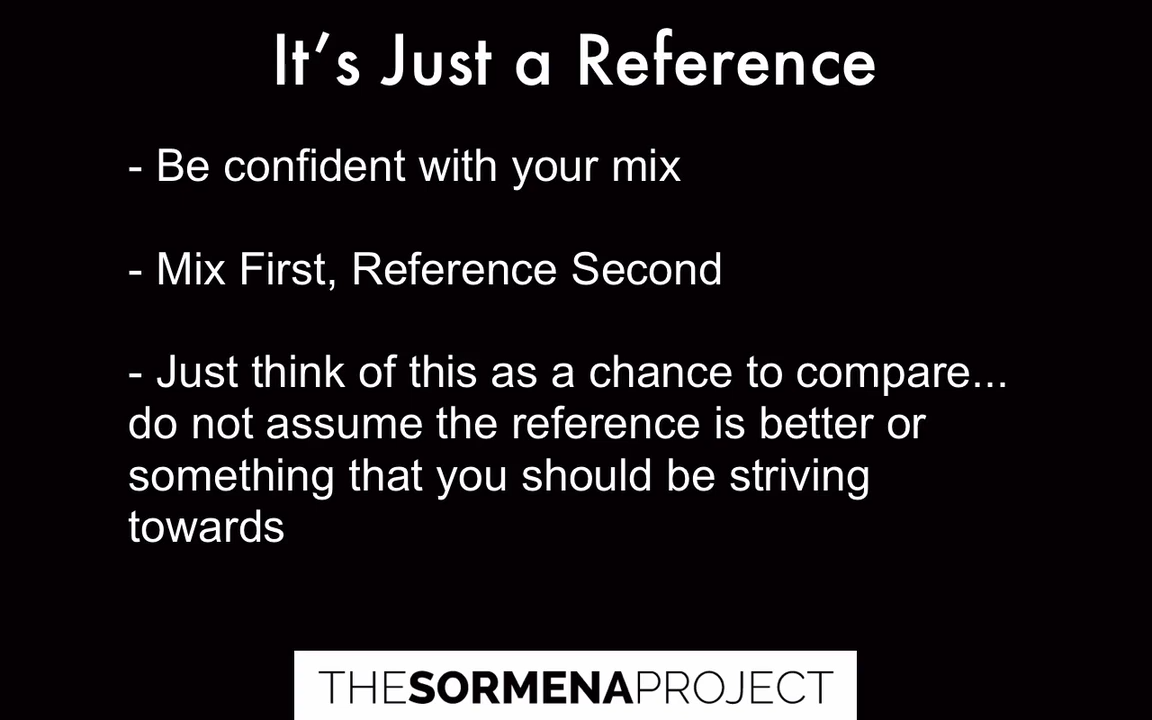 It's Just a Reference
- Be confident with your mix
- Mix First, Reference Second
- Just think of this as a chance to compare...
do not assume the reference is better or
something that you should be striving
towards
THESORMENAPROJECT